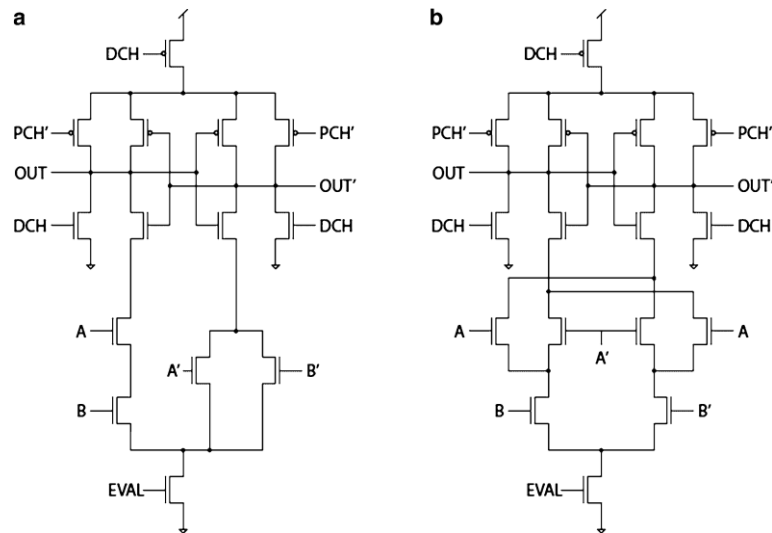 a
DCH
PCH'
PCH'
OUT
OUT'
DCH
DCH
A
A'
B'
B
EVAL
b
DCH
PCH'
PCH'
OUT
OUT'
DCH
DCH
A
A
A'
B
B'
EVAL